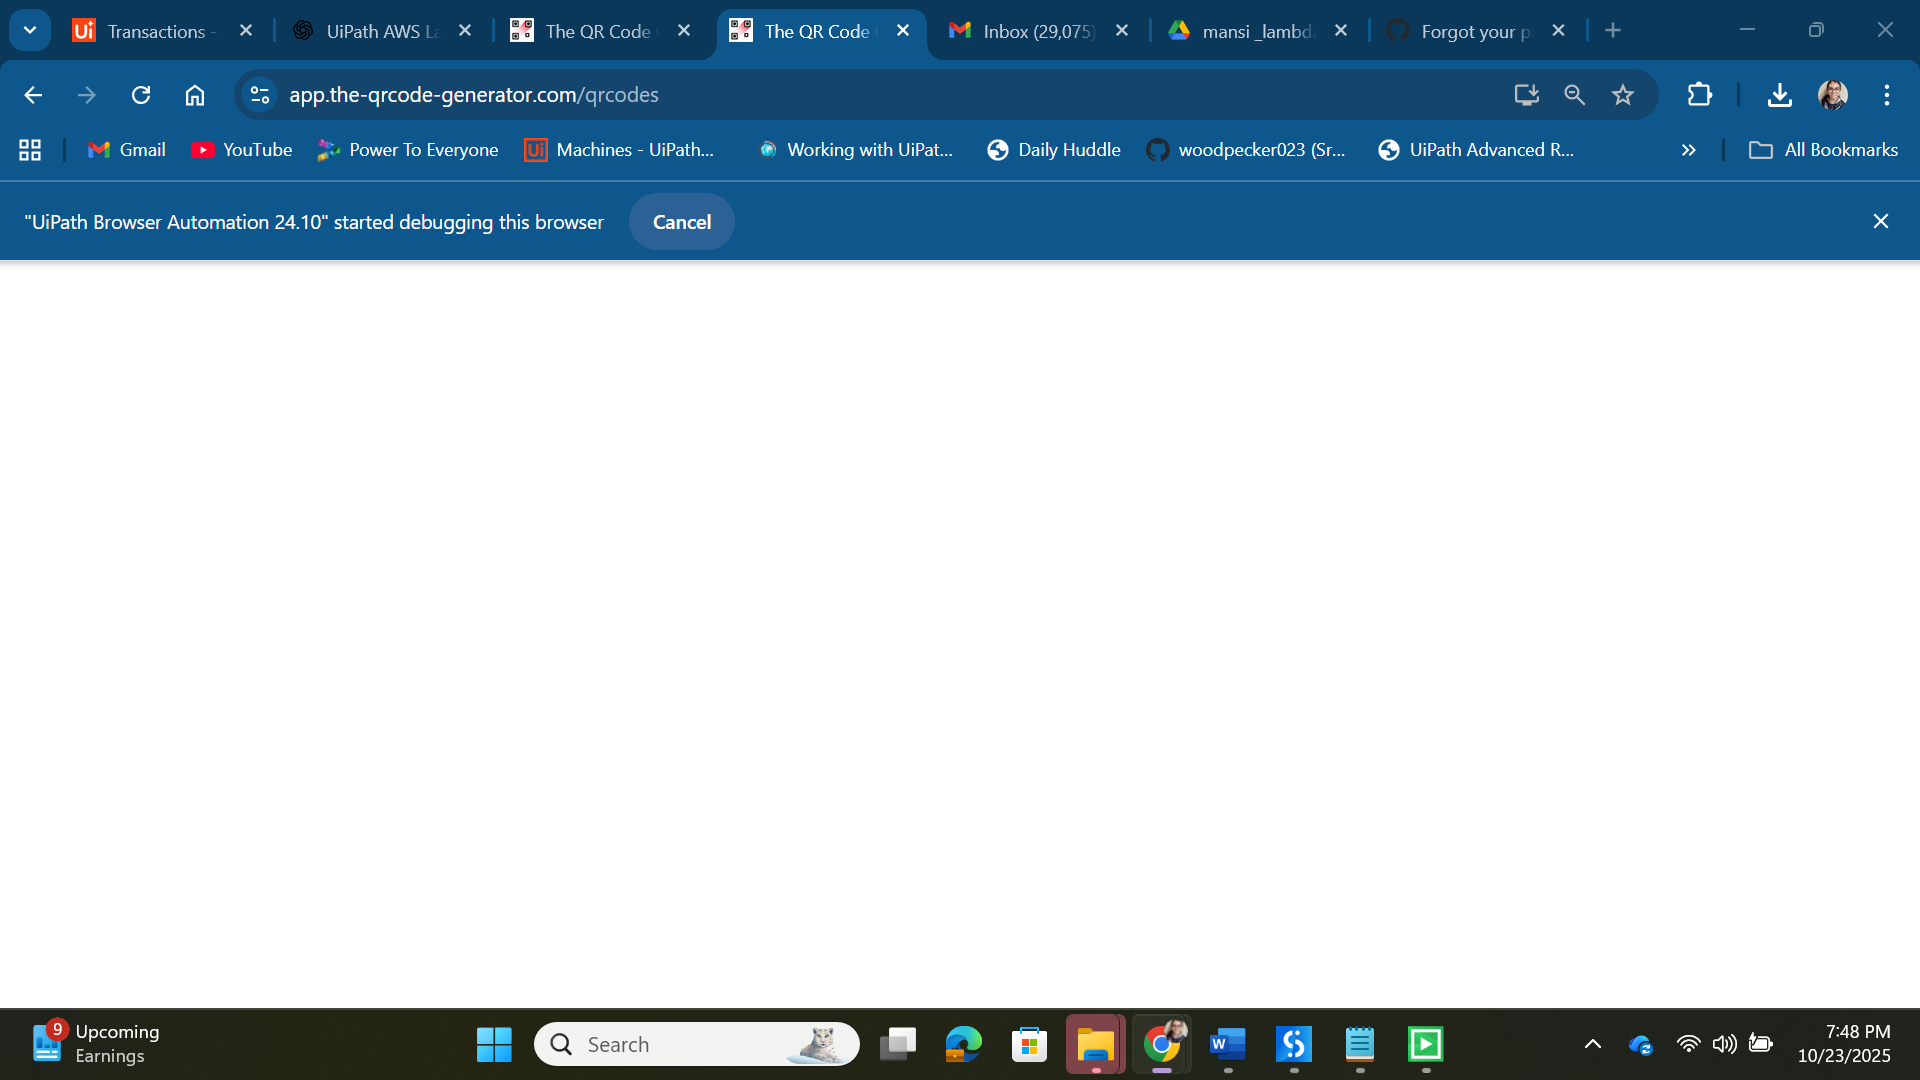 Transactions -
UiPath AWS La
The QR Code
The QR Code
Inbox (29,075)
mansi _lambd
Forgot your p
app.the-qrcode-generator.com/qrcodes
Gmail
YouTube
Power To Everyone
Machines - UiPath...
Working with UiPat...
Daily Huddle
woodpecker023 (Sr...
UiPath Advanced R...
All Bookmarks
"UiPath Browser Automation 24.10" started debugging this browser
Cancel
9
Upcoming
Earnings
Search
7:48 PM
10/23/2025